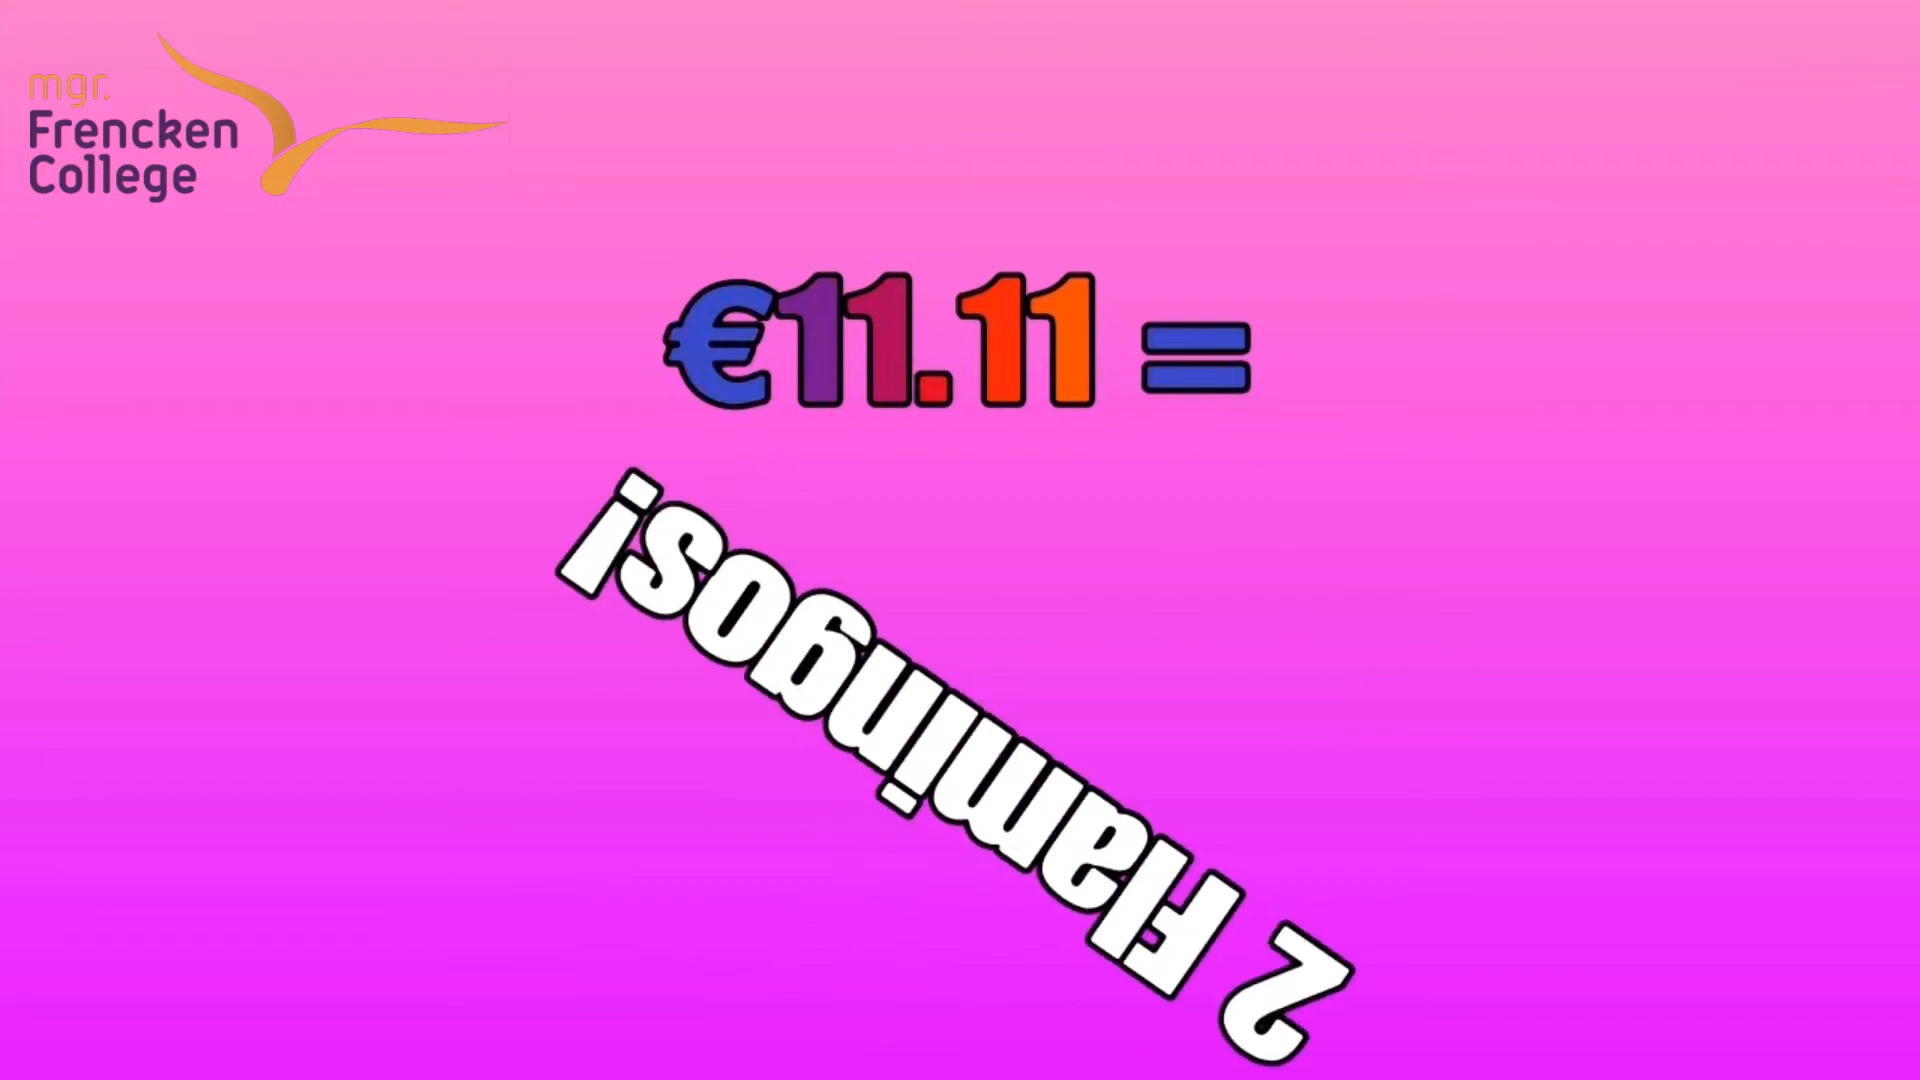 mgr.
Frencken
College
€11.11 =
2 Flamingos!